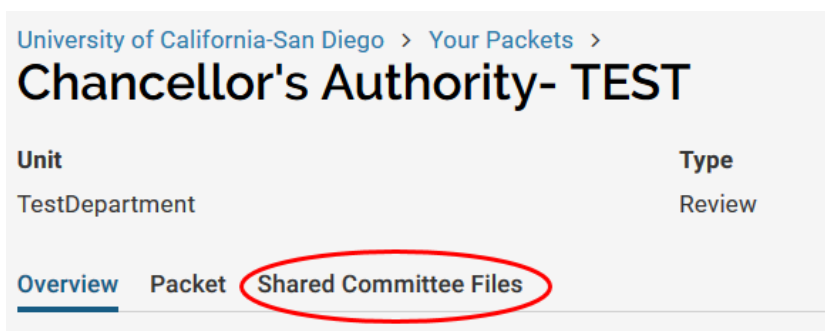 University of California-San Diego > Your Packets >
Chancellor's Authority- TEST
Unit Type
TestDepartment Review
Overview Packet Shared Committee Files